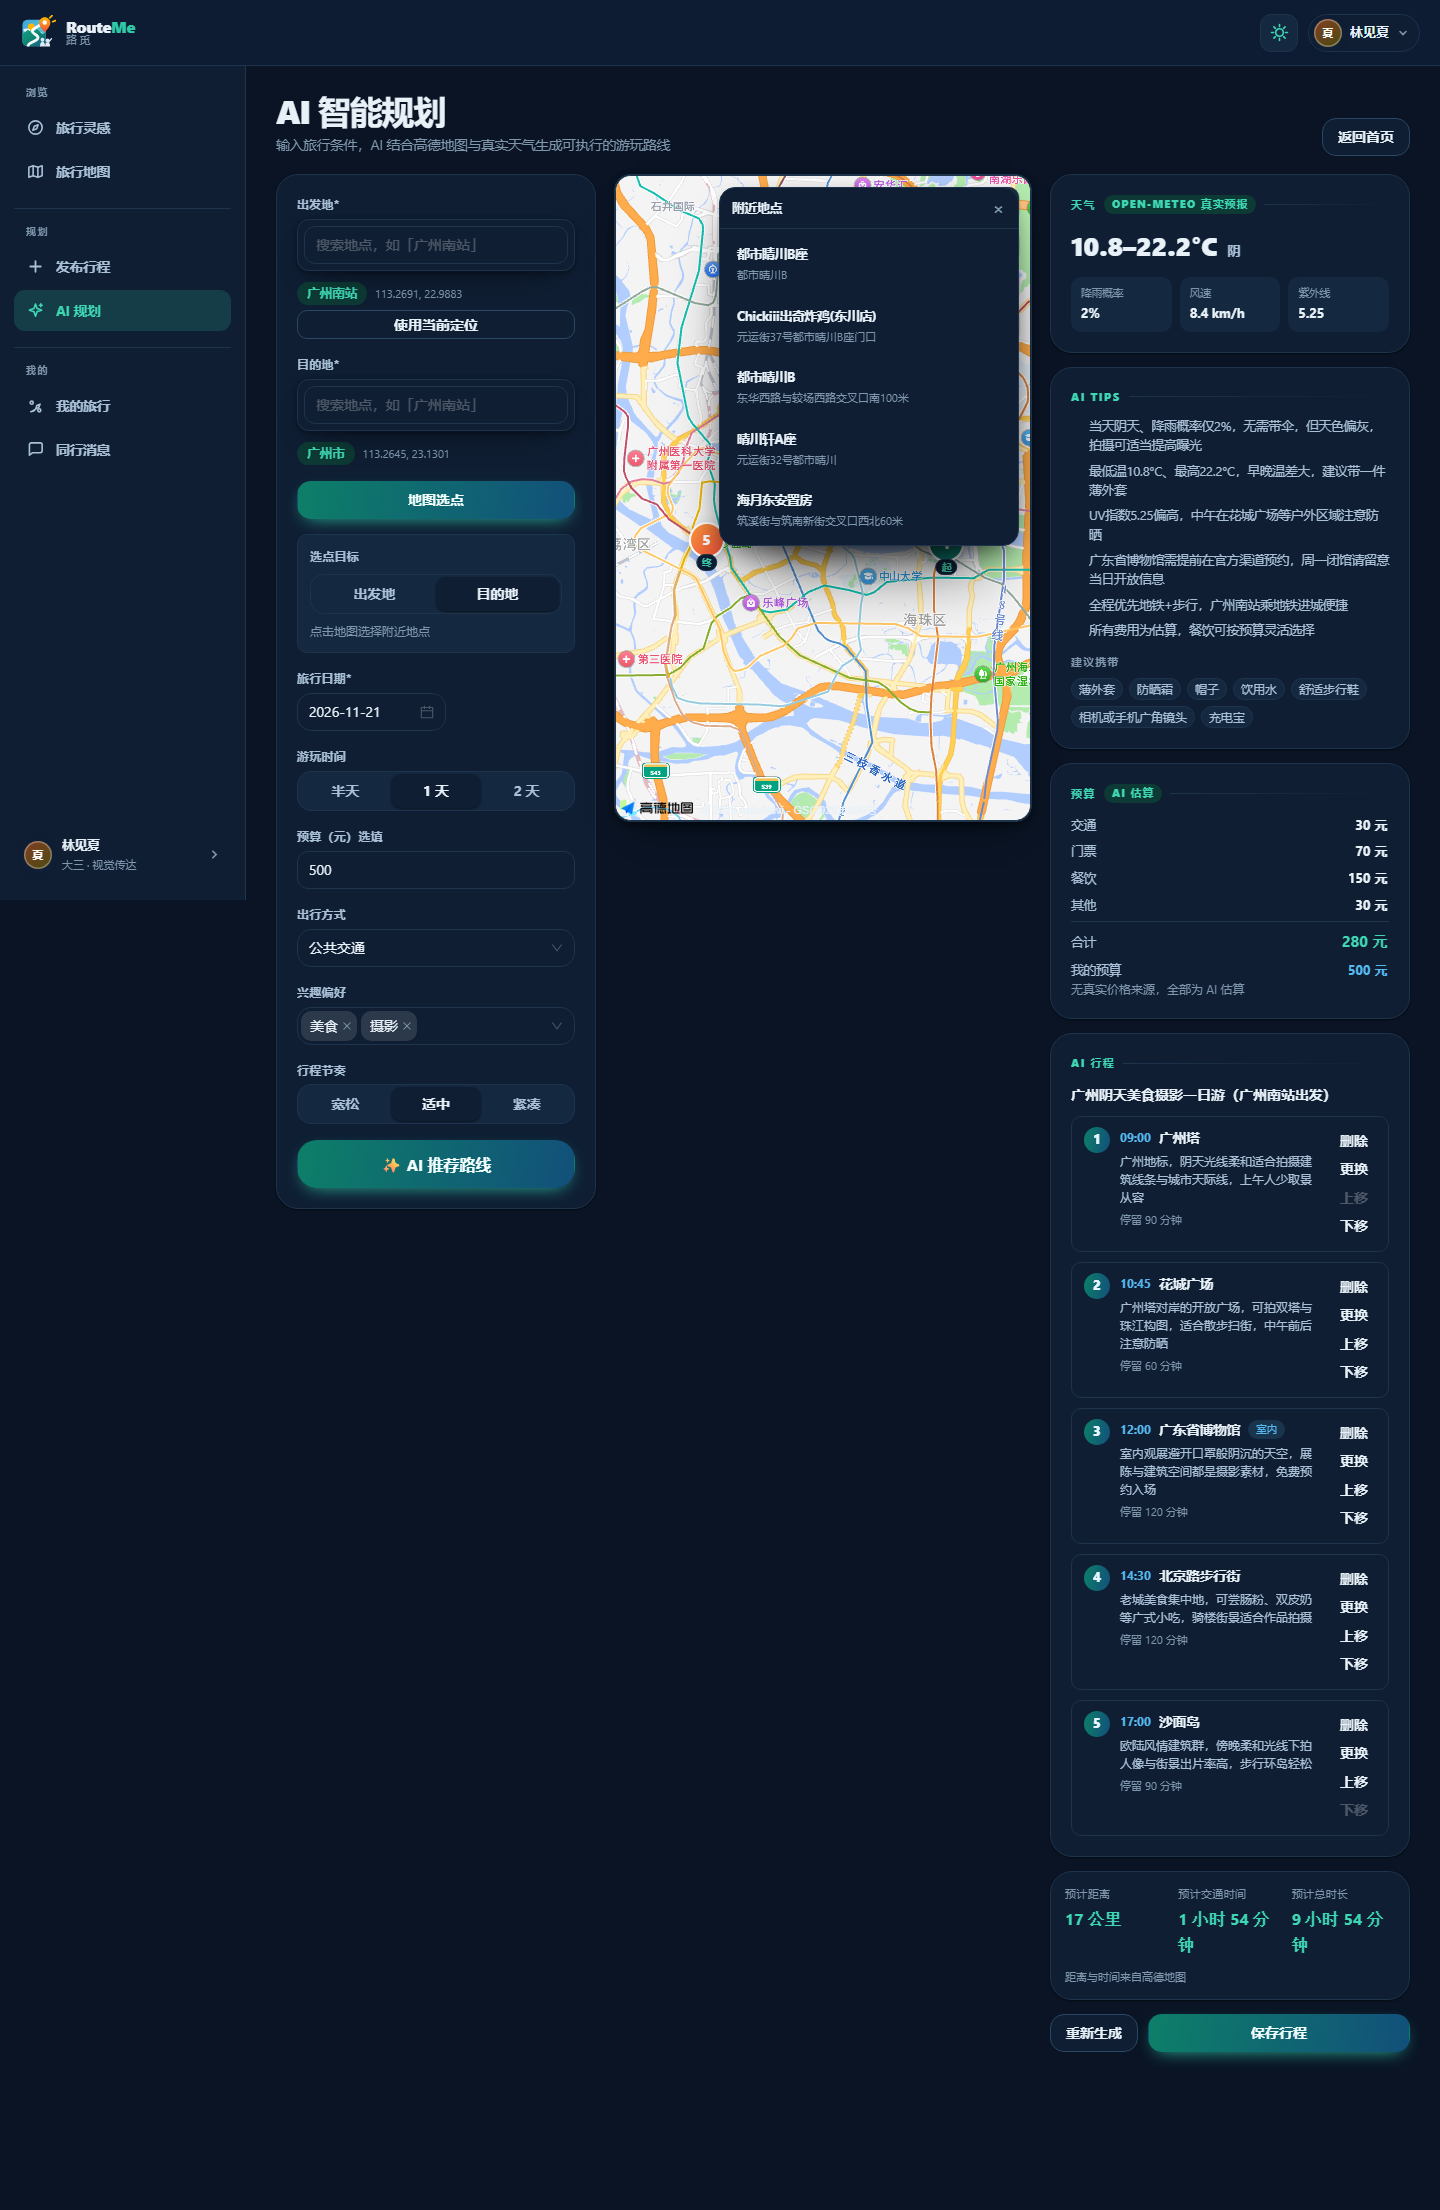 RouteMe
路觅
夏 林见夏
浏览
旅行灵感
旅行地图
规划
发布行程
AI 规划
我的
我的旅行
同行消息
夏 林见夏
大三 · 视觉传达
AI 智能规划
输入旅行条件，AI 结合高德地图与真实天气生成可执行的游玩路线
返回首页
出发地*
搜索地点，如「广州南站」
广州南站 113.2691, 22.9883
使用当前定位
目的地*
搜索地点，如「广州南站」
广州市 113.2645, 23.1301
地图选点
选点目标
出发地 目的地
点击地图选择附近地点
旅行日期*
2026-11-21
游玩时间
半天 1 天 2 天
预算（元）选填
500
出行方式
公共交通
兴趣偏好
美食 × 摄影 ×
行程节奏
宽松 适中 紧凑
✨ AI 推荐路线
石井国际
附近地点 ×
都市晴川B座
都市晴川B
Chickiii出奇炸鸡(东川店)
元运街37号都市晴川B座门口
都市晴川B
东华西路与较场西路交叉口南100米
晴川轩A座
元运街32号都市晴川
海月东安置房
筑溪街与筑南新街交叉口西北60米
广州医科大学
附属第一医院
荔湾区
5
终
起
中山大学
乐峰广场
海珠区
8号线
第三医院
广州海
国家湿
三枝香水道
S43
S39
高德地图
天气 OPEN-METEO 真实预报
10.8–22.2°C 阴
降雨概率
2%
风速
8.4 km/h
紫外线
5.25
AI TIPS
当天阴天、降雨概率仅2%，无需带伞，但天色偏灰，
拍摄可适当提高曝光
最低温10.8°C、最高22.2°C，早晚温差大，建议带一件
薄外套
UV指数5.25偏高，中午在花城广场等户外区域注意防
晒
广东省博物馆需提前在官方渠道预约，周一闭馆请留意
当日开放信息
全程优先地铁+步行，广州南站乘地铁进城便捷
所有费用为估算，餐饮可按预算灵活选择
建议携带
薄外套 防晒霜 帽子 饮用水 舒适步行鞋
相机或手机广角镜头 充电宝
预算 AI 估算
交通 30 元
门票 70 元
餐饮 150 元
其他 30 元
合计 280 元
我的预算 500 元
无真实价格来源，全部为 AI 估算
AI 行程
广州阴天美食摄影一日游（广州南站出发）
1 09:00 广州塔
广州地标，阴天光线柔和适合拍摄建
筑线条与城市天际线，上午人少取景
从容
停留 90 分钟
删除
更换
上移
下移
2 10:45 花城广场
广州塔对岸的开放广场，可拍双塔与
珠江构图，适合散步扫街，中午前后
注意防晒
停留 60 分钟
删除
更换
上移
下移
3 12:00 广东省博物馆 室内
室内观展避开口罩般阴沉的天空，展
陈与建筑空间都是摄影素材，免费预
约入场
停留 120 分钟
删除
更换
上移
下移
4 14:30 北京路步行街
老城美食集中地，可尝肠粉、双皮奶
等广式小吃，骑楼街景适合作品拍摄
停留 120 分钟
删除
更换
上移
下移
5 17:00 沙面岛
欧陆风情建筑群，傍晚柔和光线下拍
人像与街景出片率高，步行环岛轻松
停留 90 分钟
删除
更换
上移
下移
预计距离
17 公里
预计交通时间
1 小时 54 分
钟
预计总时长
9 小时 54 分
钟
距离与时间来自高德地图
重新生成
保存行程